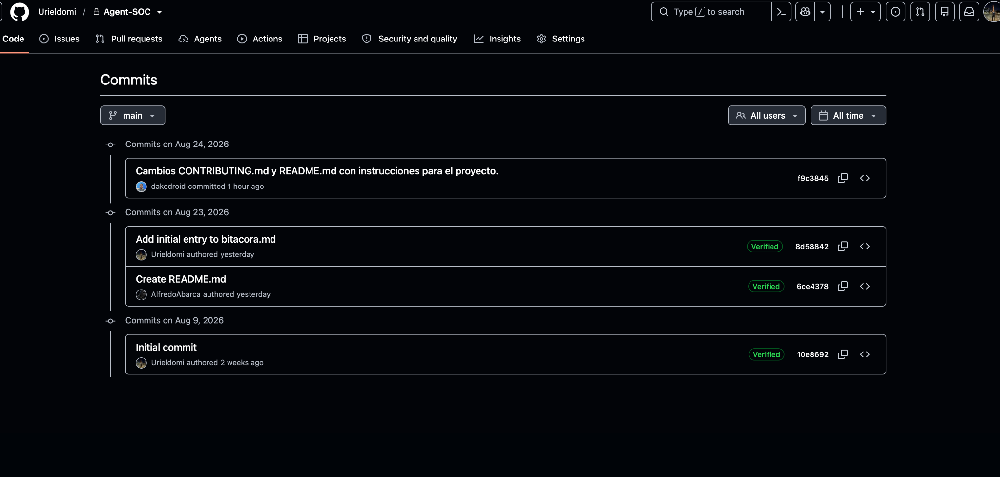 Urieldomi / Agent-SOC
Type / to search
Code Issues Pull requests Agents Actions Projects Security and quality Insights Settings
Commits
main All users All time
Commits on Aug 24, 2026
Cambios CONTRIBUTING.md y README.md con instrucciones para el proyecto.
dakedroid committed 1 hour ago
f9c3845
Commits on Aug 23, 2026
Add initial entry to bitacora.md
Urieldomi authored yesterday
Verified 8d58842
Create README.md
AlfredoAbarca authored yesterday
Verified 6ce4378
Commits on Aug 9, 2026
Initial commit
Urieldomi authored 2 weeks ago
Verified 10e8692